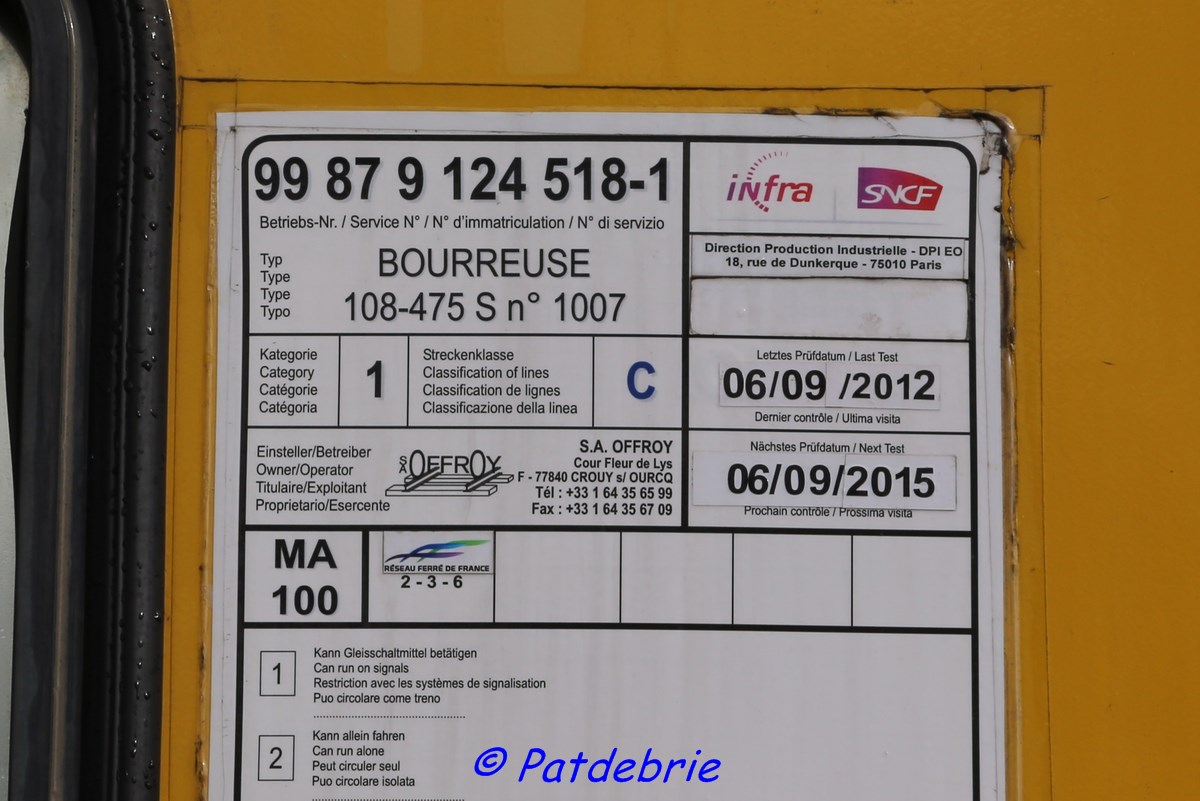 99 87 9 124 518-1
Betriebs-Nr. / Service N° / N° d'immatriculation / N° di servizio
Typ
Type
Type
Typo
BOURREUSE
108-475 S n° 1007
infra
SNCF
Direction Production Industrielle - DPI EO
18, rue de Dunkerque - 75010 Paris
Kategorie
Category
Catégorie
Catégoria
1
Streckenklasse
Classification of lines
Classification de lignes
Classificazione della linea
C
Letztes Prüfdatum / Last Test
06/09 /2012
Dernier contrôle / Ultima visita
Einsteller/Betreiber
Owner/Operator
Titulaire/Exploitant
Proprietario/Esercente
SA OFFROY
S.A. OFFROY
Cour Fleur de Lys
F - 77840 CROUY s/ OURCQ
Tél : +33 1 64 35 65 99
Fax : +33 1 64 35 67 09
Nächstes Prüfdatum / Next Test
06/09/2015
Prochain contrôle / Prossima visita
MA
100
RÉSEAU FERRÉ DE FRANCE
2 - 3 - 6
1
Kann Gleisschaltmittel betätigen
Can run on signals
Restriction avec les systèmes de signalisation
Puo circolare come treno
2
Kann allein fahren
Can run alone
Peut circuler seul
Puo circolare isolata
© Patdebrie